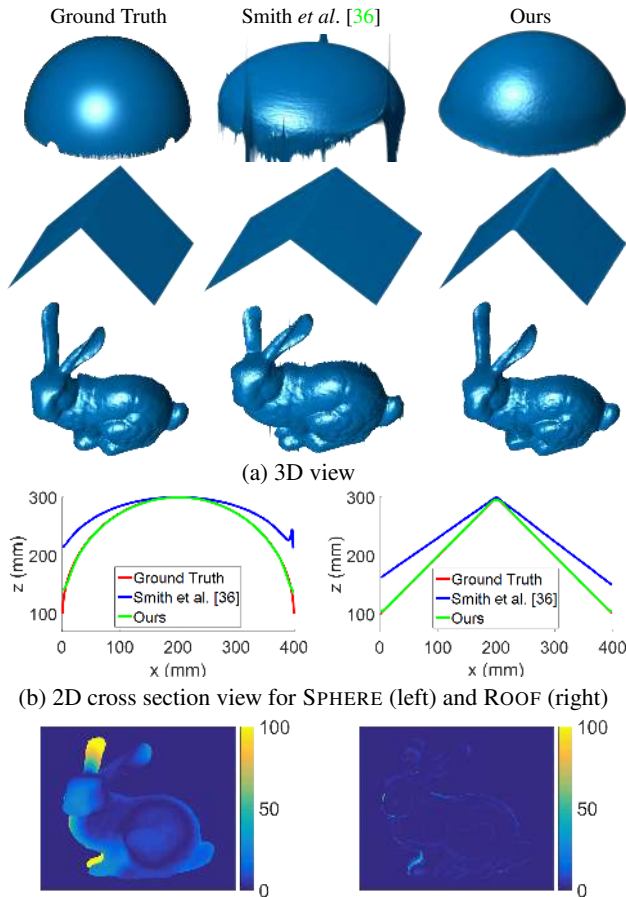 Ground Truth
Smith et al. [36]
Ours
(a) 3D view
300
200
100
z (mm)
Ground Truth
Smith et al. [36]
Ours
0
100
200
300
400
x (mm)
300
200
100
z (mm)
Ground Truth
Smith et al. [36]
Ours
0
100
200
300
400
x (mm)
(b) 2D cross section view for SPHERE (left) and ROOF (right)
100
50
0
100
50
0